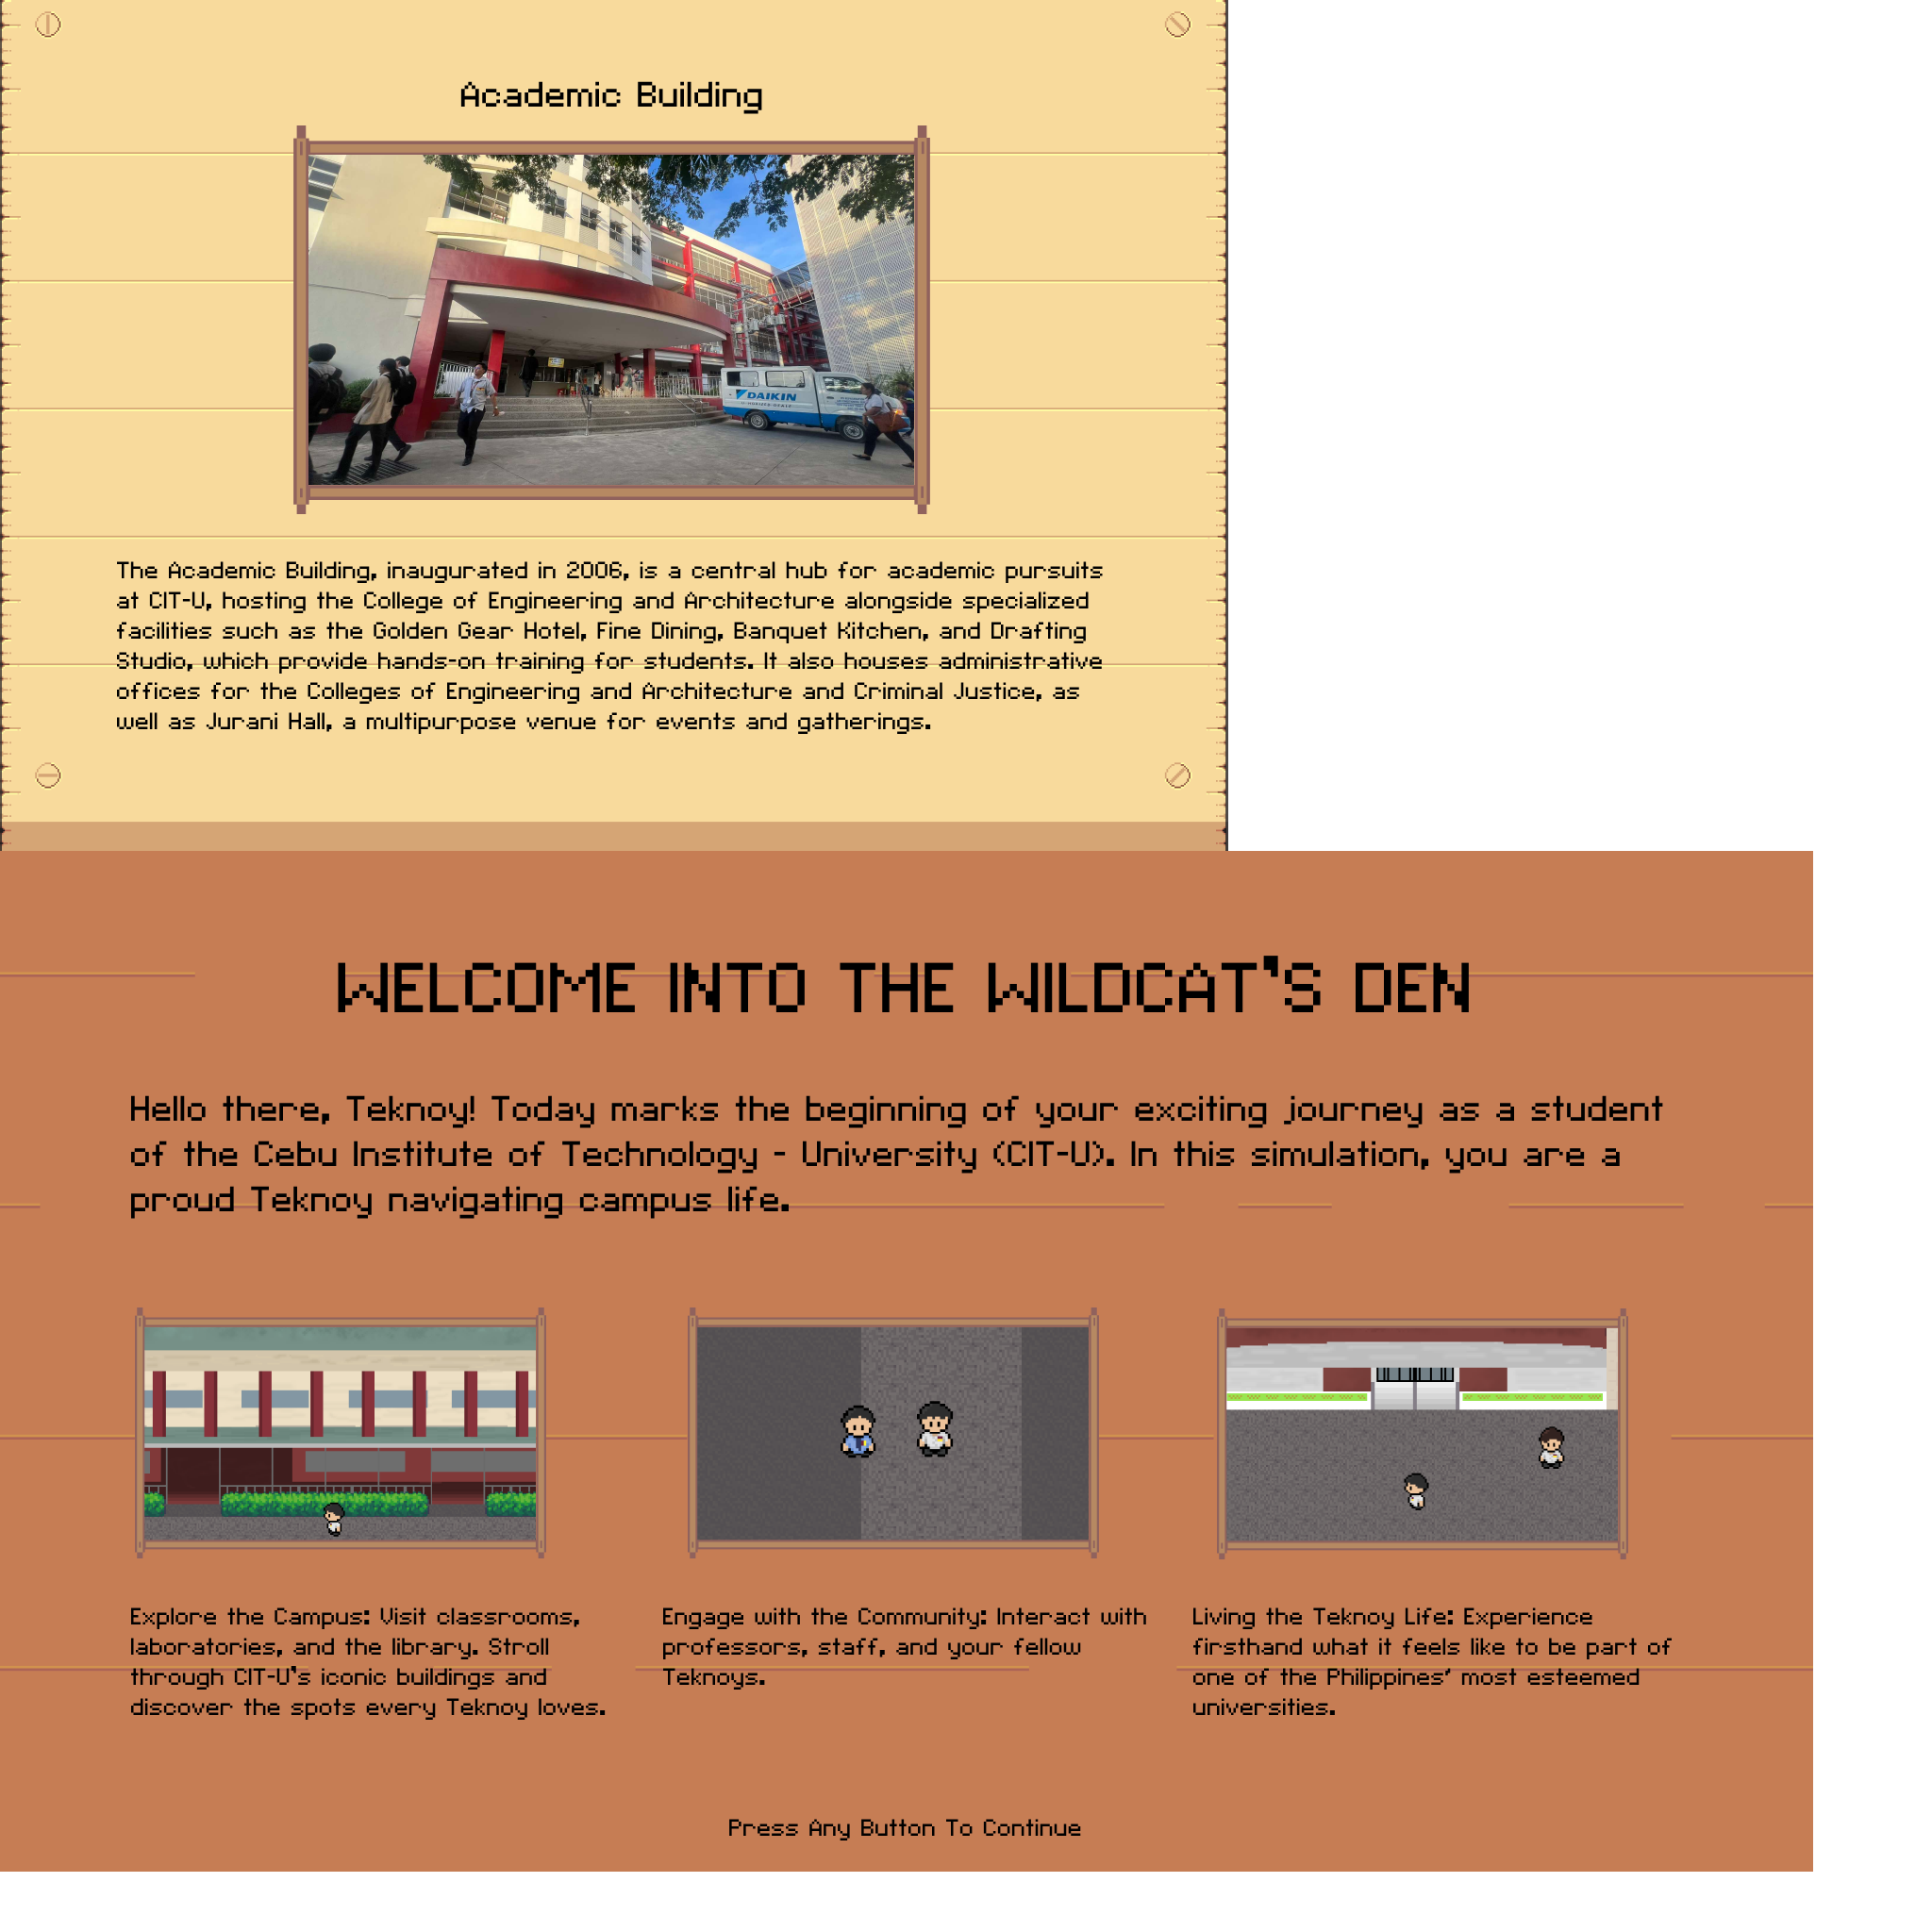 Academic Building
DAIKIN
The Academic Building, inaugurated in 2006, is a central hub for academic pursuits
at CIT-U, hosting the College of Engineering and Architecture alongside specialized
facilities such as the Golden Gear Hotel, Fine Dining, Banquet Kitchen, and Drafting
Studio, which provide hands-on training for students. It also houses administrative
offices for the Colleges of Engineering and Architecture and Criminal Justice, as
well as Jurani Hall, a multipurpose venue for events and gatherings.
WELCOME INTO THE WILDCAT'S DEN
Hello there, Teknoy! Today marks the beginning of your exciting journey as a student
of the Cebu Institute of Technology - University (CIT-U). In this simulation, you are a
proud Teknoy navigating campus life.
Explore the Campus: Visit classrooms,
laboratories, and the library. Stroll
through CIT-U's iconic buildings and
discover the spots every Teknoy loves.
Engage with the Community: Interact with
professors, staff, and your fellow
Teknoys.
Living the Teknoy Life: Experience
firsthand what it feels like to be part of
one of the Philippines' most esteemed
universities.
Press Any Button To Continue